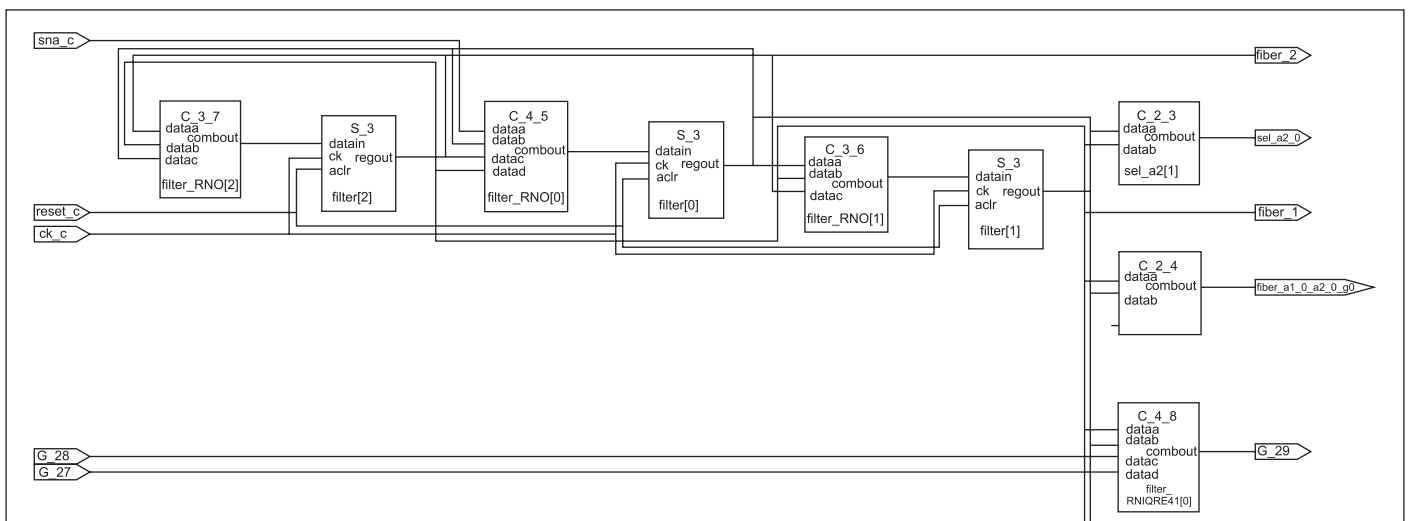 sna_c
fiber_2
C_3_7
dataa
combout
datab
datac
filter_RNO[2]
S_3
datain
ck regout
aclr
filter[2]
C_4_5
dataa
datab
combout
datac
datad
filter_RNO[0]
S_3
datain
ck regout
aclr
filter[0]
C_3_6
dataa
datab
combout
datac
filter_RNO[1]
S_3
datain
ck regout
aclr
filter[1]
C_2_3
dataa
combout
datab
sel_a2[1]
sel_a2_0
reset_c
ck_c
fiber_1
C_2_4
dataa
combout
datab
fiber_a1_0_a2_0_g0
G_28
G_27
C_4_8
dataa
datab
combout
datac
datad
filter_
RNIQRE41[0]
G_29